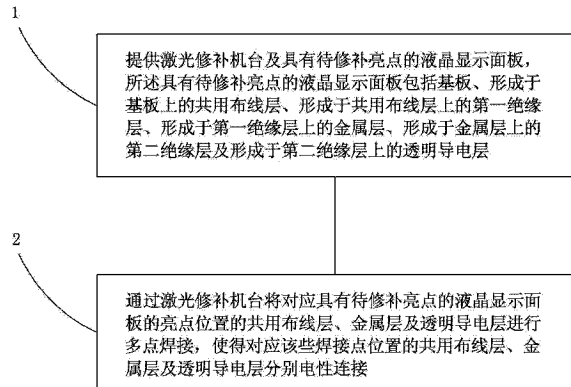 1
提供激光修补机台及具有待修补亮点的液晶显示面板，
所述具有待修补亮点的液晶显示面板包括基板、形成于
基板上的共用布线层、形成于共用布线层上的第一绝缘
层、形成于第一绝缘层上的金属层、形成于金属层上的
第二绝缘层及形成于第二绝缘层上的透明导电层
2
通过激光修补机台将对应具有待修补亮点的液晶显示面
板的亮点位置的共用布线层、金属层及透明导电层进行
多点焊接，使得对应该些焊接点位置的共用布线层、金
属层及透明导电层分别电性连接